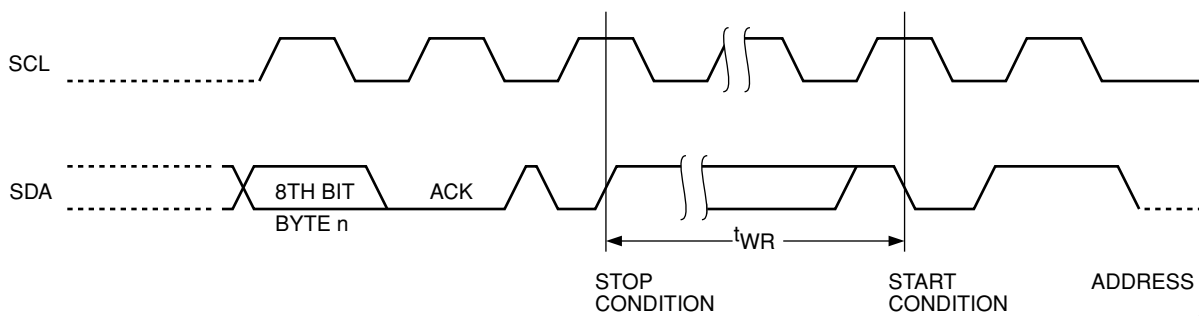 SCL
SDA
8TH BIT
BYTE n
ACK
tWR
STOP
CONDITION
START
CONDITION
ADDRESS